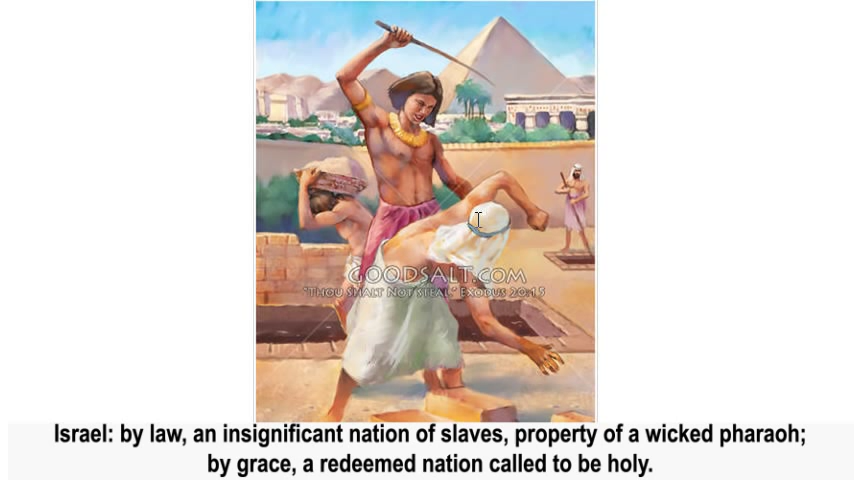 GOODSALT.COM
"THOU SHALT NOT STEAL" EXODUS 20:15
Israel: by law, an insignificant nation of slaves, property of a wicked pharaoh;
by grace, a redeemed nation called to be holy.